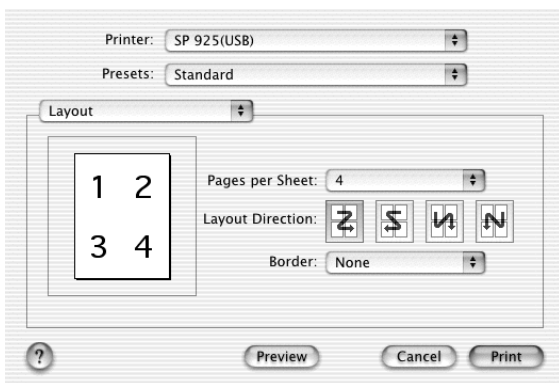 Printer: SP 925(USB)
Presets: Standard
Layout
1 2
3 4
Pages per Sheet: 4
Layout Direction:
Border: None
? Preview Cancel Print